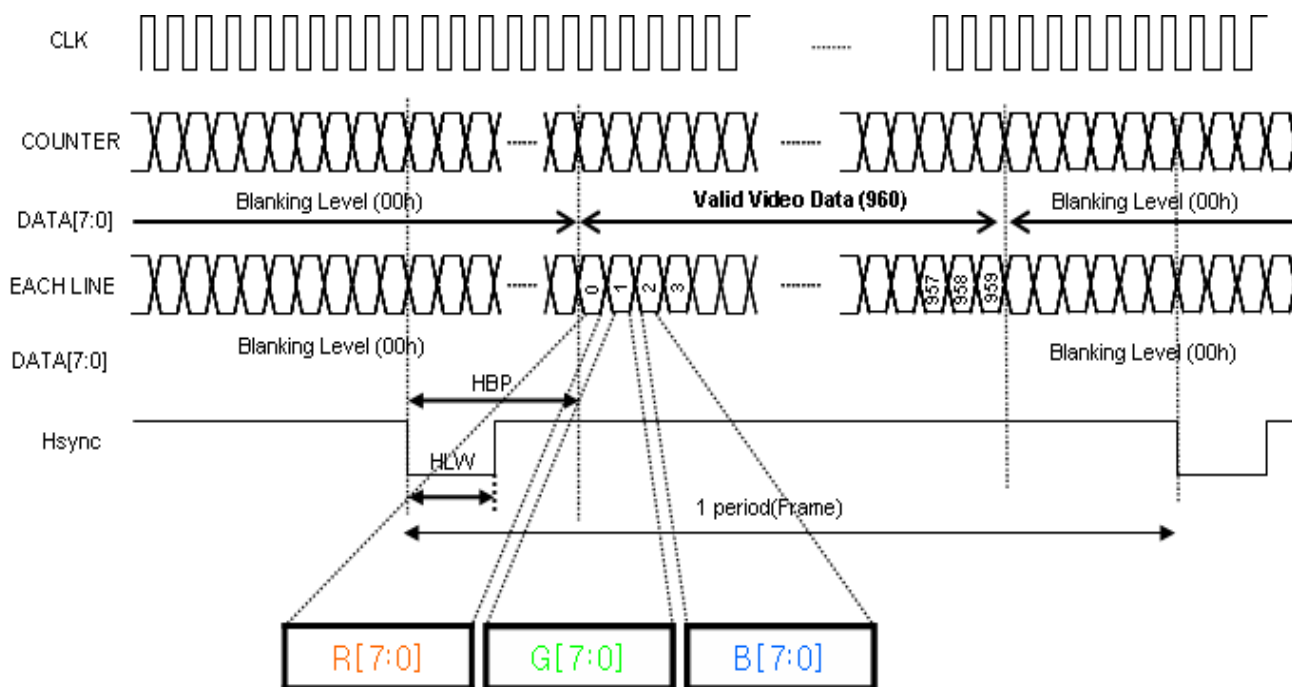 CLK
COUNTER
Blanking Level (00h)
Valid Video Data (960)
Blanking Level (00h)
DATA[7:0]
EACH LINE
0
1
2
3
957
958
959
Blanking Level (00h)
Blanking Level (00h)
DATA[7:0]
HBP
Hsync
HLW
1 period(Frame)
R[7:0]
G[7:0]
B[7:0]